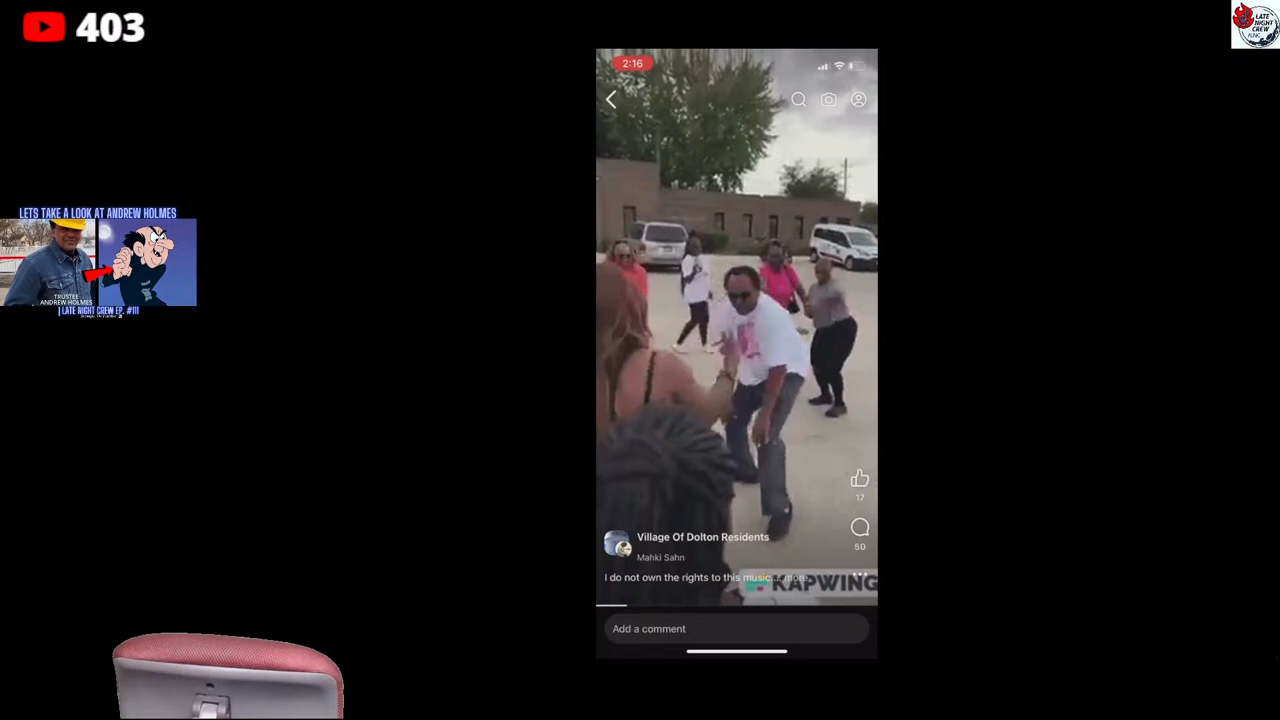 403
LATE
NIGHT
CREW
2:16
LETS TAKE A LOOK AT ANDREW HOLMES
TRUSTEE
ANDREW HOLMES
| LATE NIGHT CREW EP. #111
Village Of Dolton Residents
Mahki Sahn
I do not own the rights to this music.... more
KAPWING
17
50
Add a comment